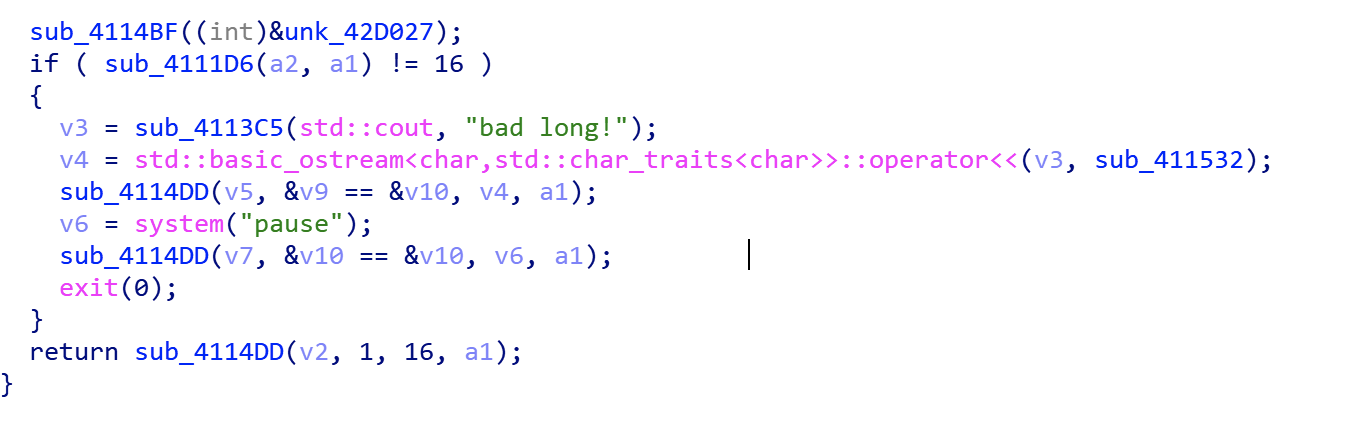 sub_4114BF((int)&unk_42D027);
if ( sub_4111D6(a2, a1) != 16 )
{
v3 = sub_4113C5(std::cout, "bad long!");
v4 = std::basic_ostream<char,std::char_traits<char>>::operator<<(v3, sub_411532);
sub_4114DD(v5, &v9 == &v10, v4, a1);
v6 = system("pause");
sub_4114DD(v7, &v10 == &v10, v6, a1);
exit(0);
}
return sub_4114DD(v2, 1, 16, a1);
}